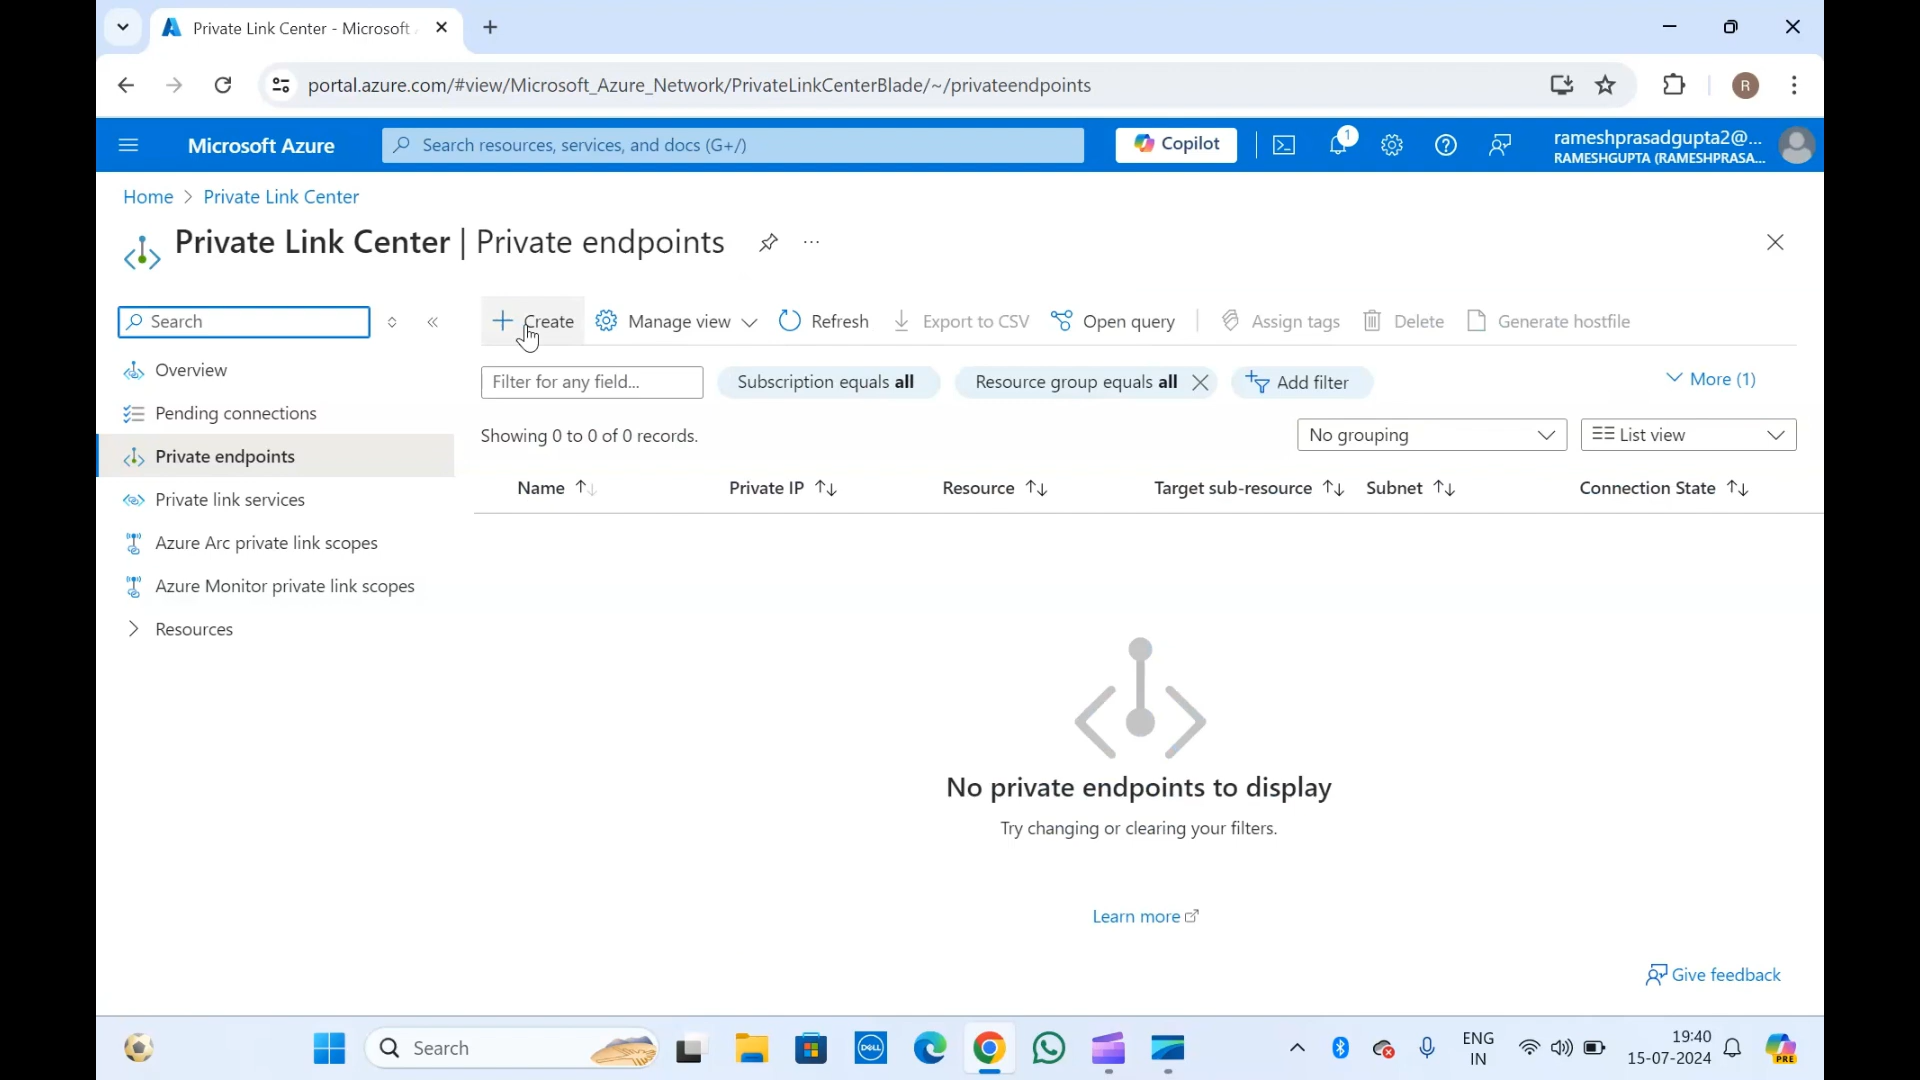 Private Link Center - Microsoft
portal.azure.com/#view/Microsoft_Azure_Network/PrivateLinkCenterBlade/~/privateendpoints
R
Microsoft Azure
Search resources, services, and docs (G+/)
Copilot
1
rameshprasadgupta2@...
RAMESHGUPTA (RAMESHPRASA...
Home > Private Link Center
Private Link Center | Private endpoints
Search
Create
Manage view
Refresh
Export to CSV
Open query
Assign tags
Delete
Generate hostfile
Overview
Pending connections
Private endpoints
Private link services
Azure Arc private link scopes
Azure Monitor private link scopes
Resources
Filter for any field...
Subscription equals all
Resource group equals all
Add filter
More (1)
Showing 0 to 0 of 0 records.
No grouping
List view
Name
Private IP
Resource
Target sub-resource
Subnet
Connection State
No private endpoints to display
Try changing or clearing your filters.
Learn more
Give feedback
Search
DELL
ENG
IN
19:40
15-07-2024
PRE